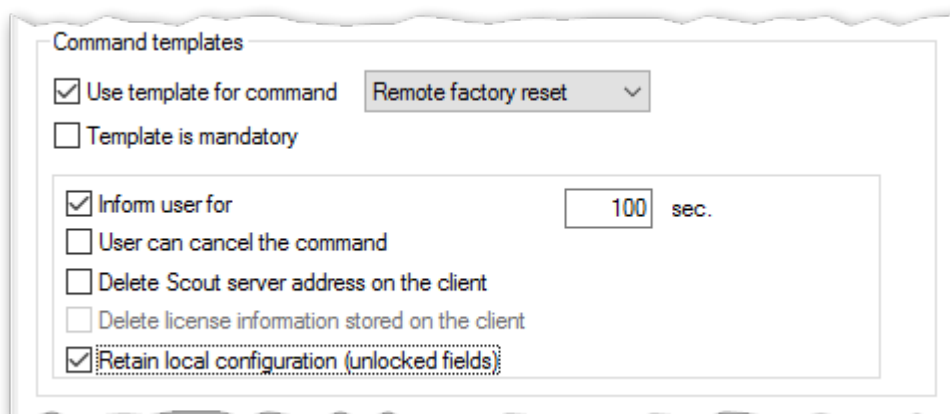 Command templates
Use template for command Remote factory reset
Template is mandatory
Inform user for 100 sec.
User can cancel the command
Delete Scout server address on the client
Delete license information stored on the client
Retain local configuration (unlocked fields)